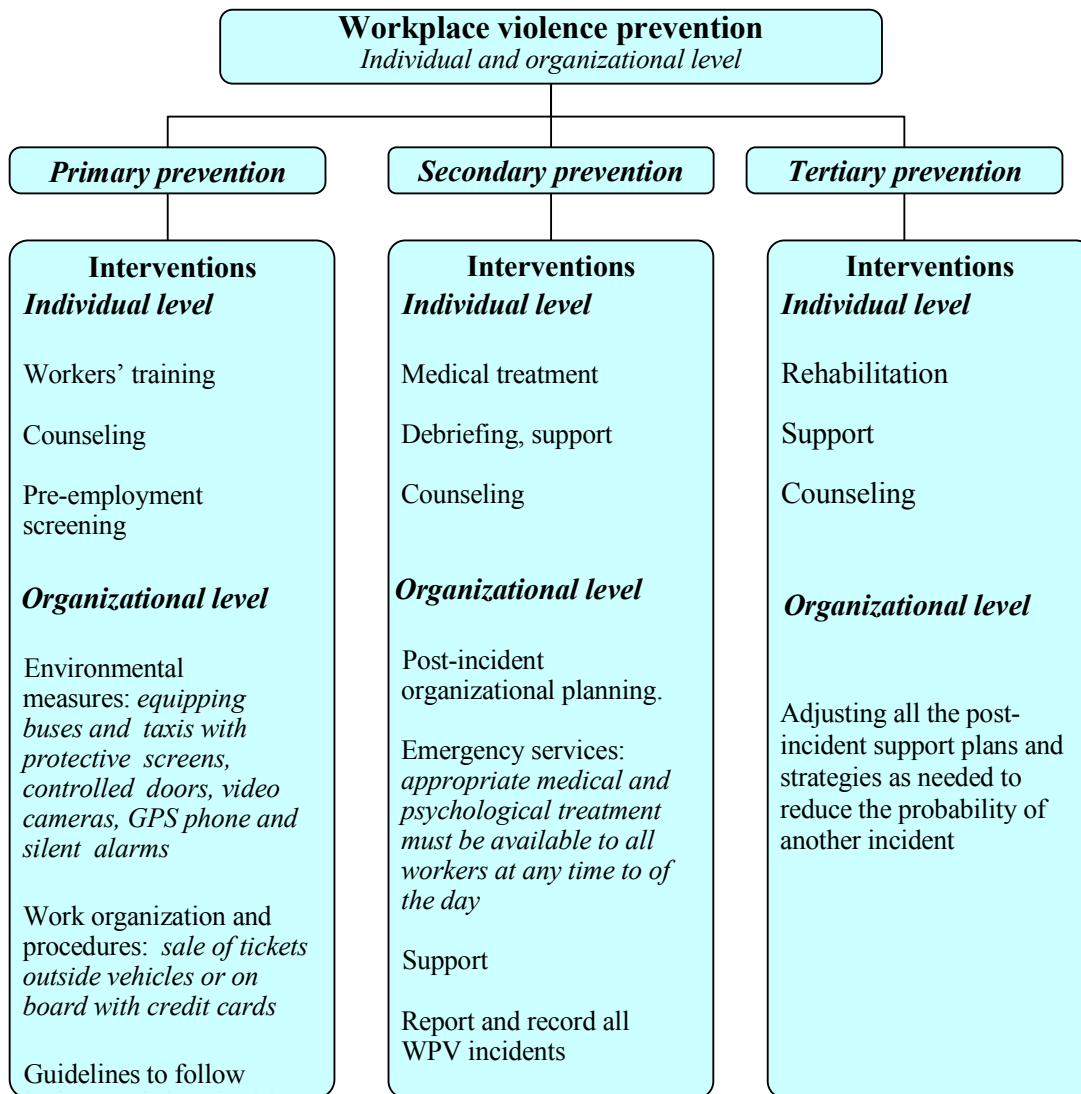 Workplace violence prevention
Individual and organizational level
Primary prevention
Secondary prevention
Tertiary prevention
Interventions
Individual level
Workers’ training
Counseling
Pre-employment
screening
Organizational level
Environmental
measures: equipping
buses and taxis with
protective screens,
controlled doors, video
cameras, GPS phone and
silent alarms
Work organization and
procedures: sale of tickets
outside vehicles or on
board with credit cards
Guidelines to follow
Interventions
Individual level
Medical treatment
Debriefing, support
Counseling
Organizational level
Post-incident
organizational planning.
Emergency services:
appropriate medical and
psychological treatment
must be available to all
workers at any time to of
the day
Support
Report and record all
WPV incidents
Interventions
Individual level
Rehabilitation
Support
Counseling
Organizational level
Adjusting all the post-
incident support plans and
strategies as needed to
reduce the probability of
another incident